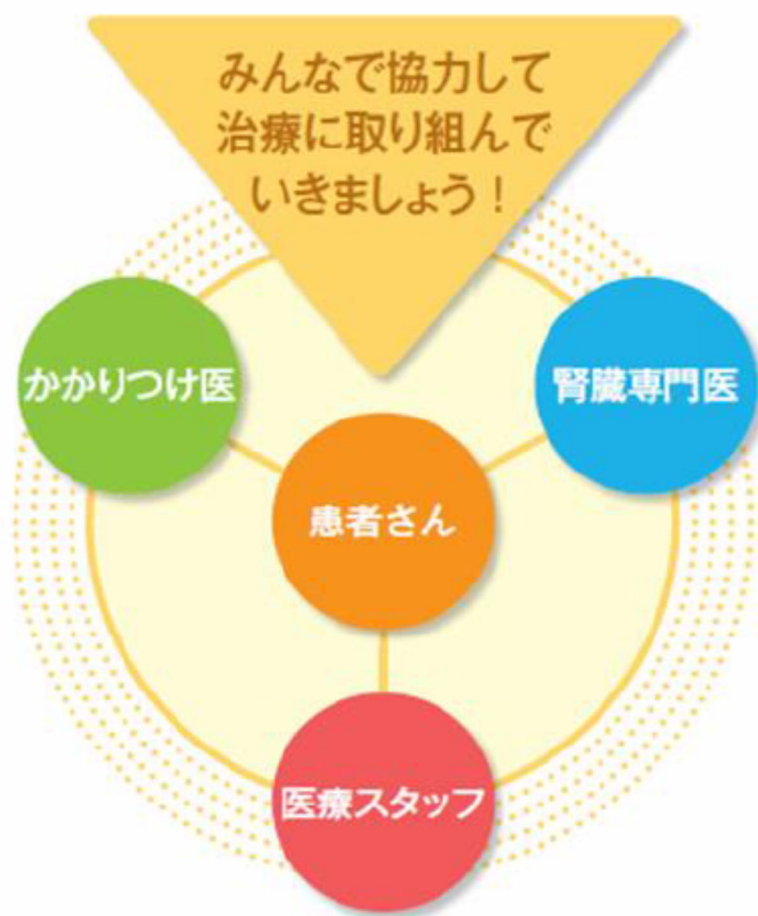 みんなで協力して
治療に取り組んで
いきましょう！
かかりつけ医
腎臓専門医
患者さん
医療スタッフ